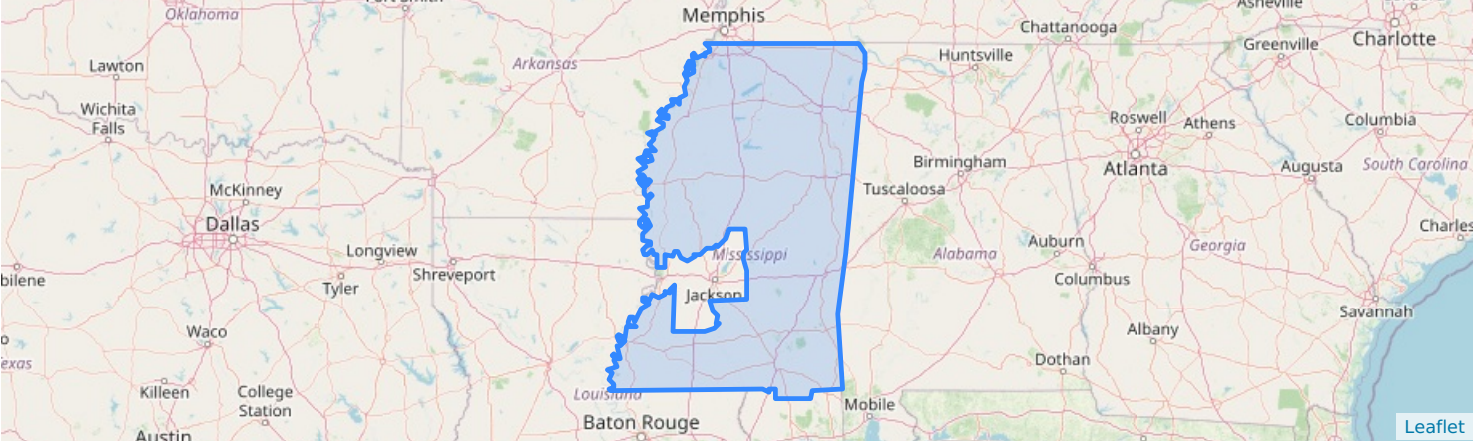 Oklahoma
Memphis
Asheville
Chattanooga
Charlotte
Greenville
Huntsville
Arkansas
Lawton
Wichita
Falls
Roswell
Athens
Columbia
Birmingham
Atlanta
Augusta
South Carolina
McKinney
Tuscaloosa
Dallas
Charles
Auburn
Georgia
Longview
Mississippi
Alabama
Shreveport
bilene
Tyler
Columbus
Jackson
Savannah
Waco
Albany
exas
Dothan
Killeen
College
Station
Louisiana
Mobile
Baton Rouge
Austin
Leaflet